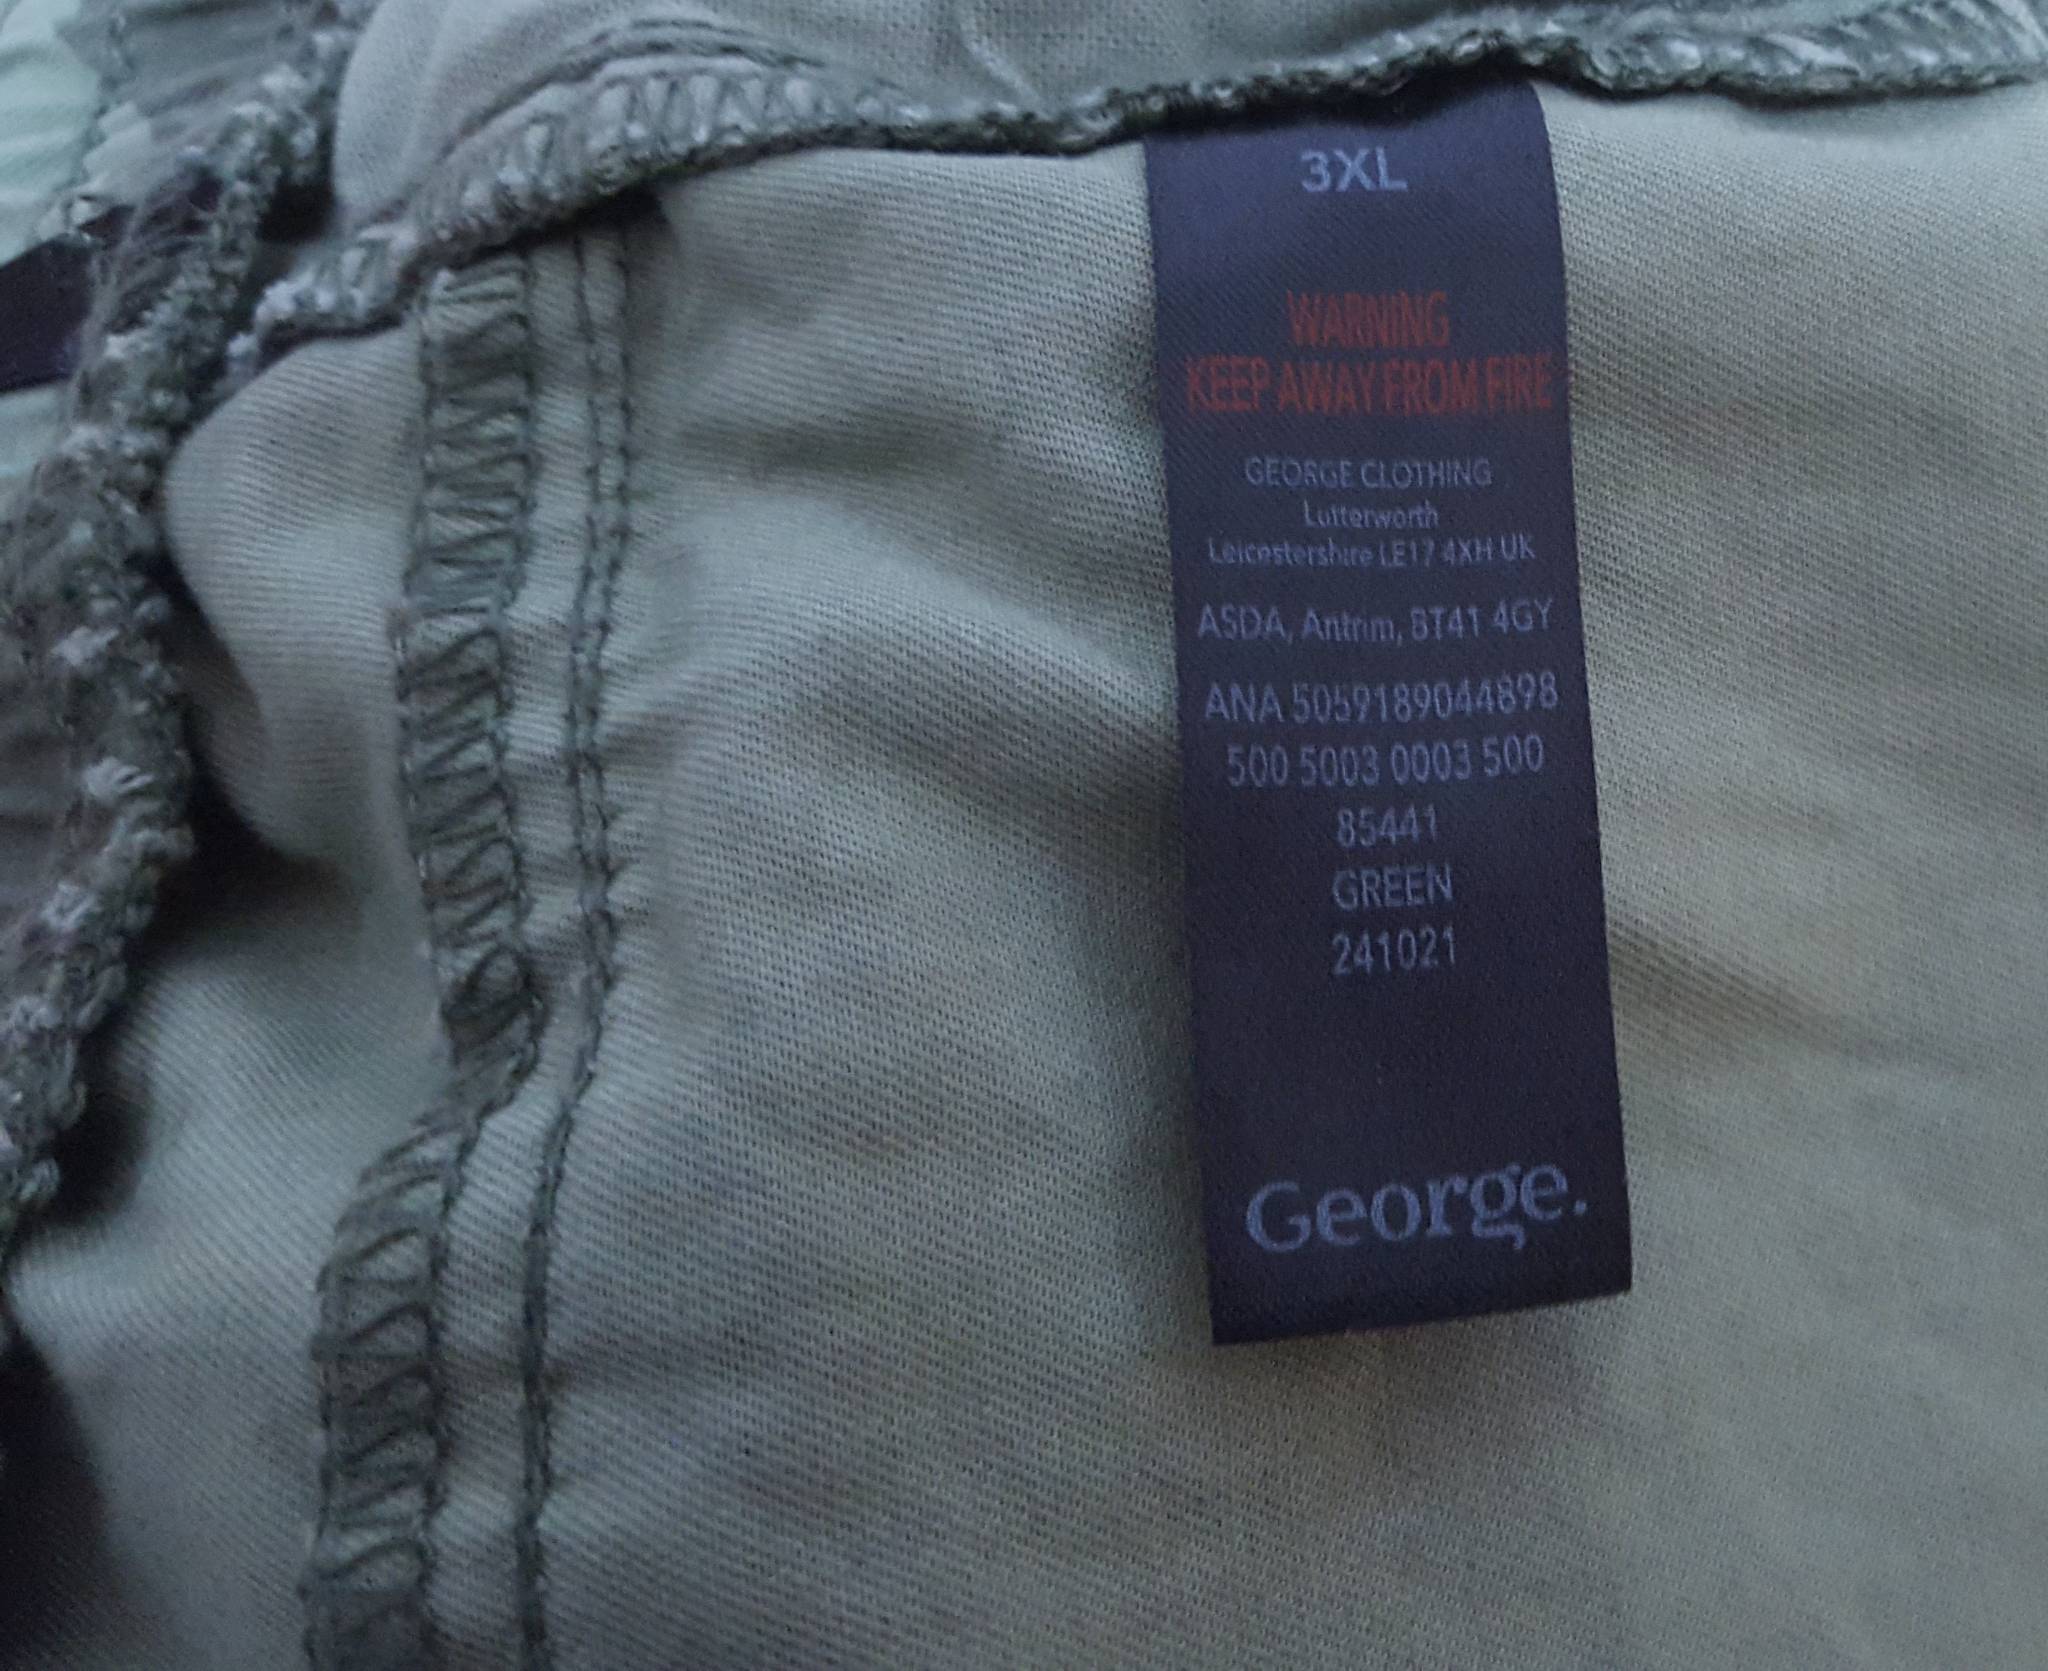 3XL
WARNING
KEEP AWAY FROM FIRE
GEORGE CLOTHING
Lutterworth
Leicestershire LE17 4XH UK
ASDA, Antrim, BT41 4GY
ANA 5059189044898
500 5003 0003 500
85441
GREEN
241021
George.